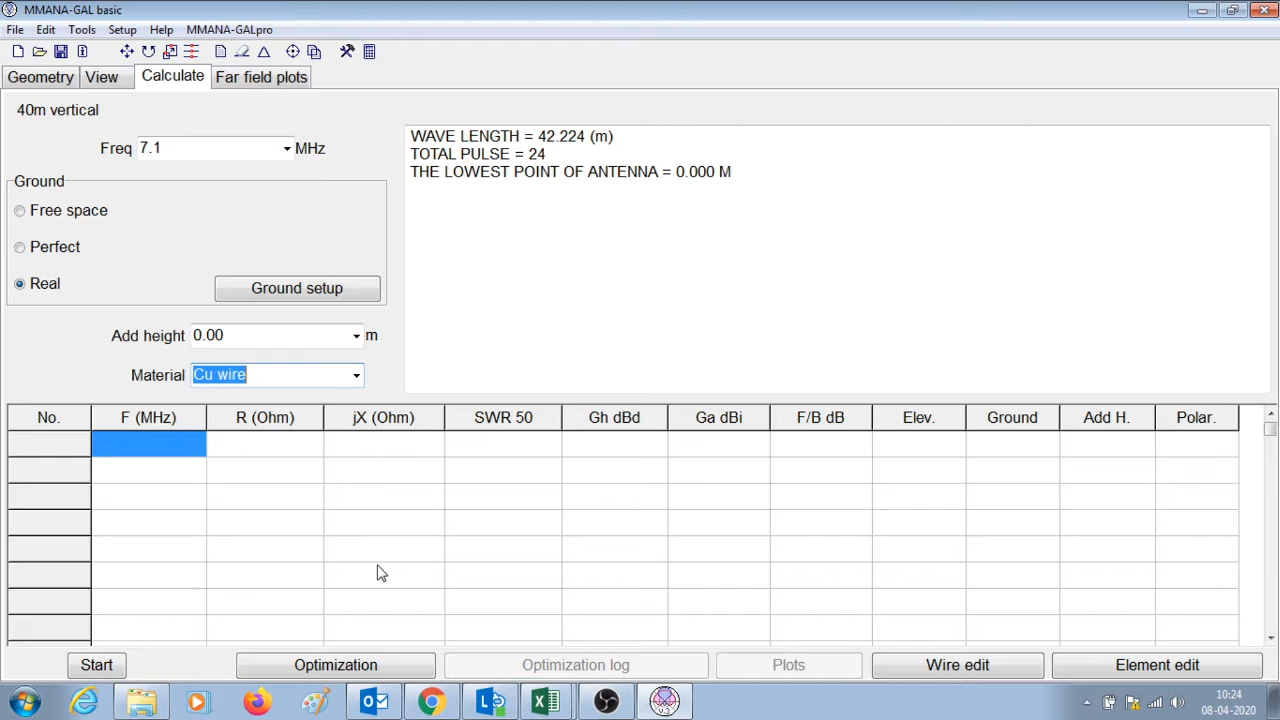 MMANA-GAL basic
File Edit Tools Setup Help MMANA-GALpro
Geometry View Calculate Far field plots
40m vertical
Freq 7.1 MHz
Ground
Free space
Perfect
Real
Ground setup
Add height 0.00 m
Material Cu wire
WAVE LENGTH = 42.224 (m)
TOTAL PULSE = 24
THE LOWEST POINT OF ANTENNA = 0.000 M
No. F (MHz) R (Ohm) jX (Ohm) SWR 50 Gh dBd Ga dBi F/B dB Elev. Ground Add H. Polar.
Start Optimization Optimization log Plots Wire edit Element edit
10:24
08-04-2020